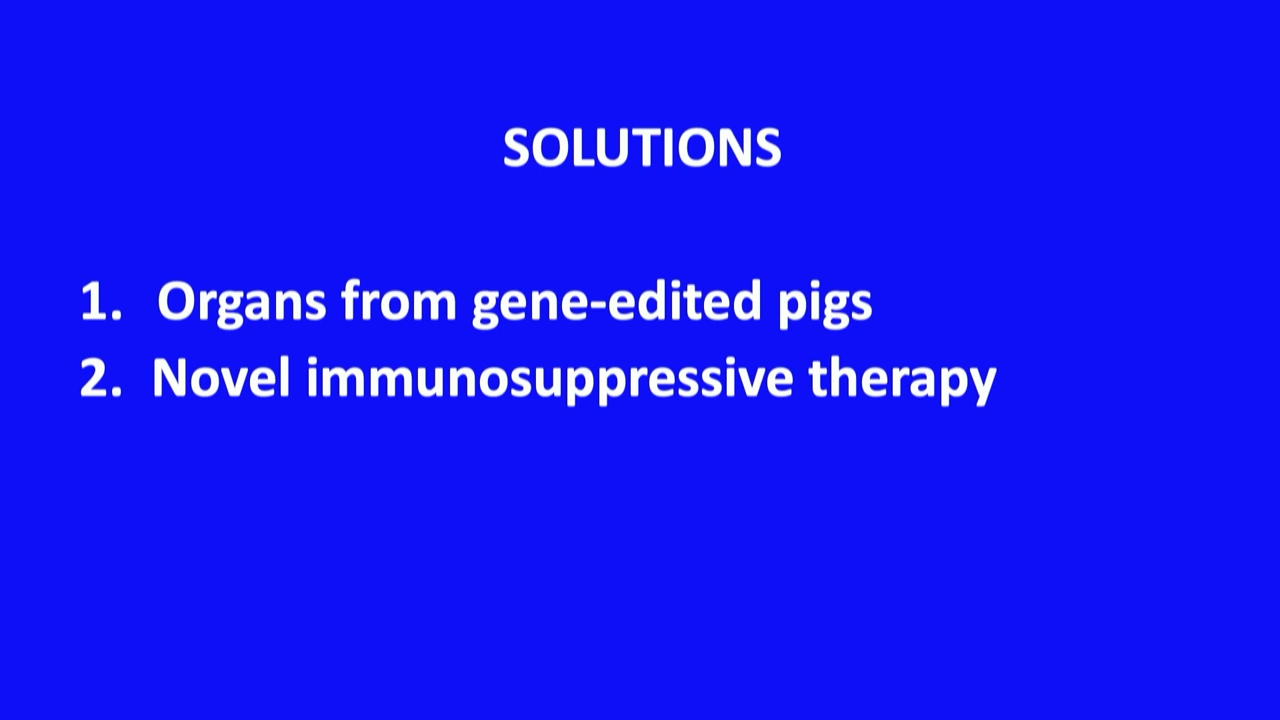 SOLUTIONS
1. Organs from gene-edited pigs
2. Novel immunosuppressive therapy